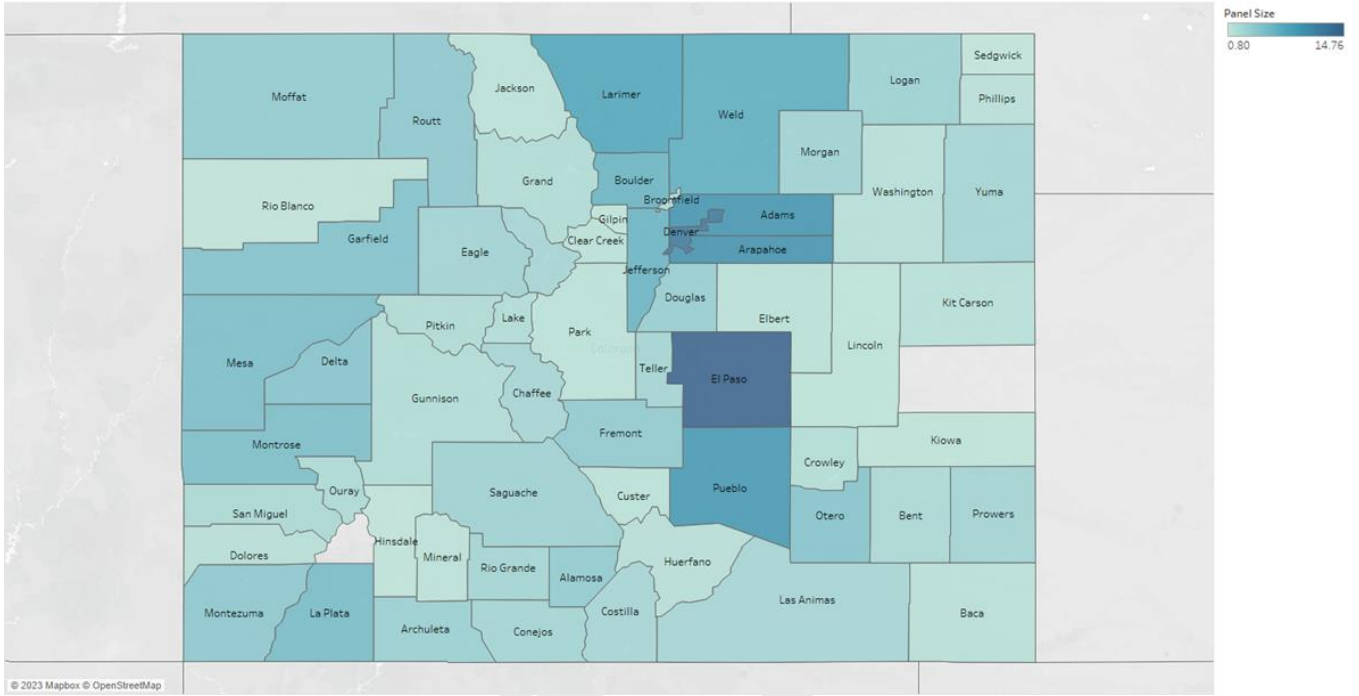 Panel Size
0.80 14.76
Sedgwick
Logan
Jackson
Larimer
Moffat
Phillips
Weld
Routt
Morgan
Grand
Boulder
Washington
Yuma
Broomfield
Rio Blanco
Gilpin
Adams
Denver
Garfield
Clear Creek
Arapahoe
Eagle
Jefferson
Douglas
Kit Carson
Elbert
Lake
Pitkin
Park
Lincoln
Colorado
Mesa
Delta
Teller
El Paso
Chaffee
Gunnison
Fremont
Kiowa
Montrose
Crowley
Pueblo
Ouray
Saguache
Custer
San Miguel
Otero
Bent
Prowers
Hinsdale
Dolores
Mineral
Huerfano
Rio Grande
Alamosa
Las Animas
Montezuma
La Plata
Costilla
Baca
Archuleta
Conejos
© 2023 Mapbox © OpenStreetMap